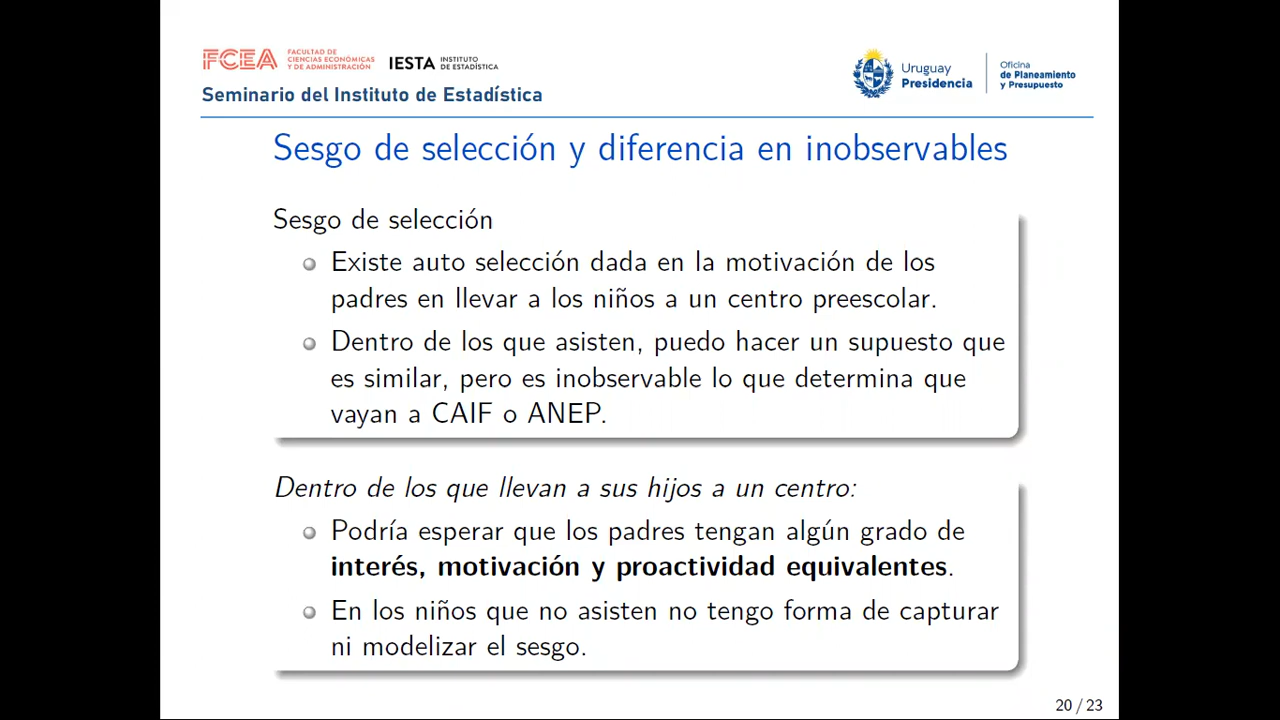 FCEA FACULTAD DE CIENCIAS ECONÓMICAS Y DE ADMINISTRACIÓN IESTA INSTITUTO DE ESTADÍSTICA
Uruguay Presidencia
Oficina de Planeamiento y Presupuesto
Seminario del Instituto de Estadística
Sesgo de selección y diferencia en inobservables
Sesgo de selección
Existe auto selección dada en la motivación de los
padres en llevar a los niños a un centro preescolar.
Dentro de los que asisten, puedo hacer un supuesto que
es similar, pero es inobservable lo que determina que
vayan a CAIF o ANEP.
Dentro de los que llevan a sus hijos a un centro:
Podría esperar que los padres tengan algún grado de
interés, motivación y proactividad equivalentes.
En los niños que no asisten no tengo forma de capturar
ni modelizar el sesgo.
20 / 23